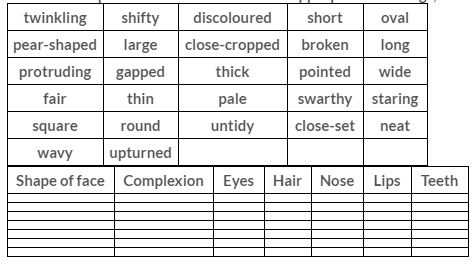 twinkling shifty discoloured short oval
pear-shaped large close-cropped broken long
protruding gapped thick pointed wide
fair thin pale swarthy staring
square round untidy close-set neat
wavy upturned
Shape of face Complexion Eyes Hair Nose Lips Teeth